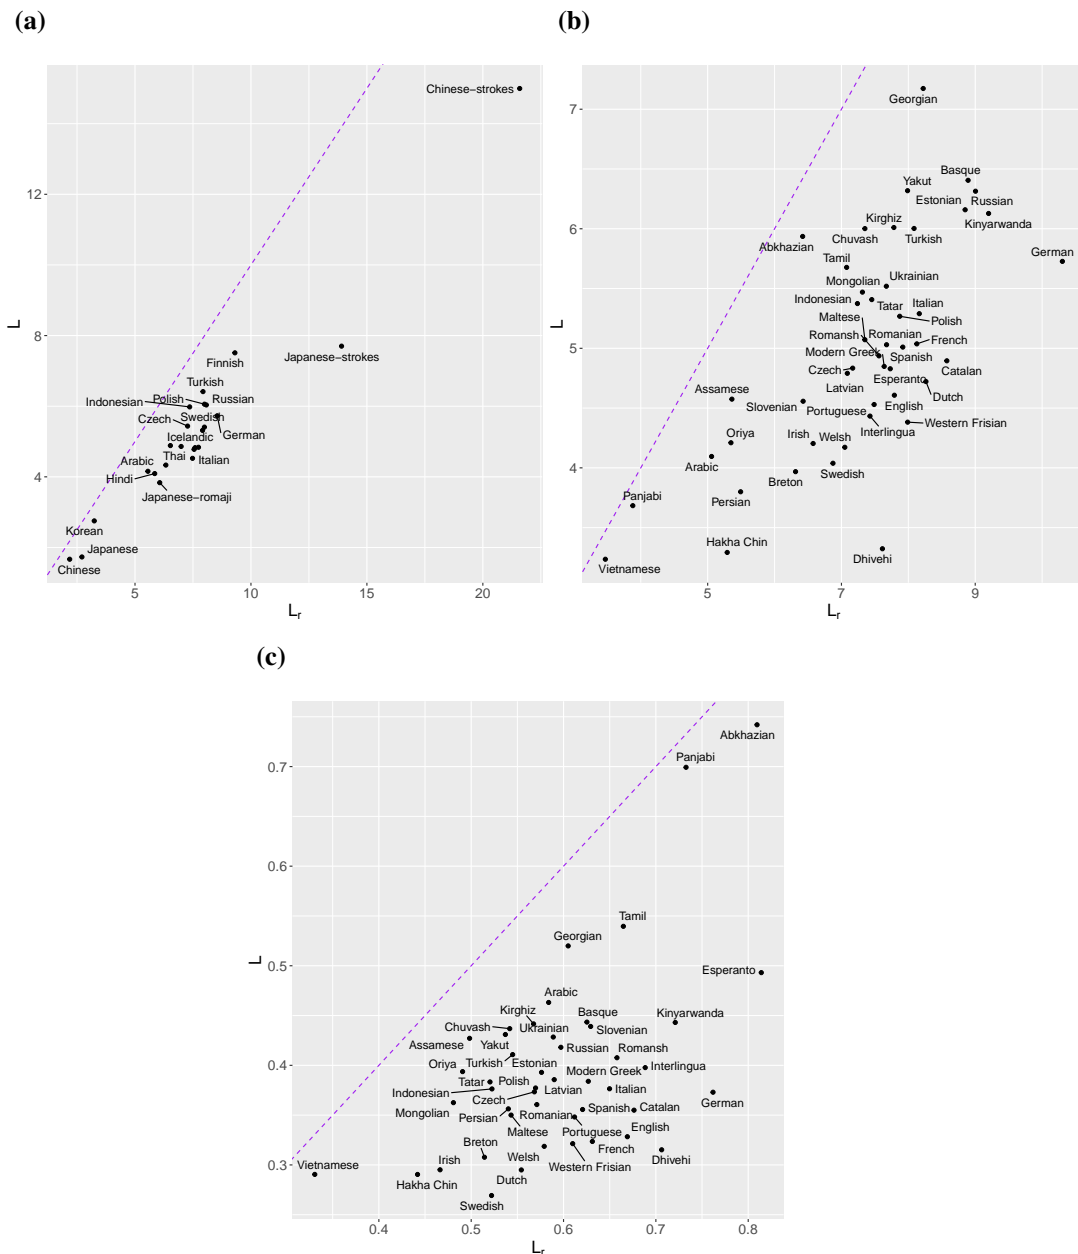 (a)
(b)
Chinese−strokes
Japanese−strokes
Finnish
Turkish
Polish
Russian
Indonesian
Swedish
Czech
German
Icelandic
Thai
Italian
Arabic
Hindi
Japanese−romaji
Korean
Japanese
Chinese
12
8
4
L
5
10
15
20
Lr
Georgian
Basque
Yakut
Estonian
Russian
Kinyarwanda
Kirghiz
Chuvash
Turkish
Abkhazian
German
Tamil
Mongolian
Ukrainian
Indonesian
Tatar
Italian
Maltese
Polish
Romansh
Romanian
French
Modern Greek
Spanish
Czech
Catalan
Esperanto
Latvian
Dutch
Assamese
Slovenian
Portuguese
English
Interlingua
Western Frisian
Oriya
Irish
Welsh
Arabic
Swedish
Breton
Persian
Panjabi
Hakha Chin
Dhivehi
Vietnamese
7
6
5
4
L
5
7
9
Lr
(c)
Abkhazian
Panjabi
Tamil
Georgian
Esperanto
Arabic
Kirghiz
Basque
Kinyarwanda
Chuvash
Ukrainian
Slovenian
Assamese
Yakut
Russian
Romansh
Oriya
Turkish
Estonian
Modern Greek
Interlingua
Tatar
Polish
Indonesian
Latvian
Italian
Czech
German
Mongolian
Persian
Romanian
Spanish
Catalan
Maltese
Portuguese
English
Breton
French
Irish
Welsh
Western Frisian
Dhivehi
Vietnamese
Hakha Chin
Dutch
Swedish
0.7
0.6
0.5
0.4
0.3
L
0.4
0.5
0.6
0.7
0.8
Lr